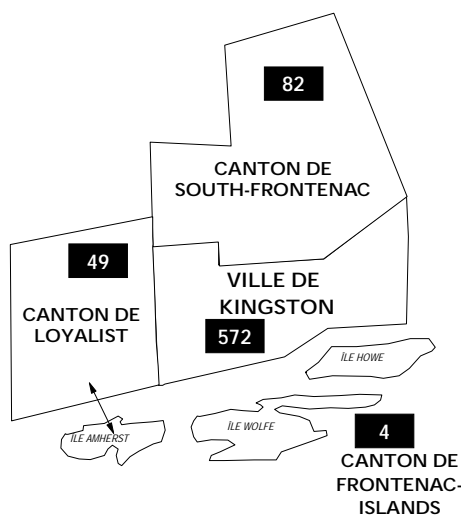 82
CANTON DE
SOUTH-FRONTENAC
49
CANTON DE
LOYALIST
VILLE DE
KINGSTON
572
ÎLE HOWE
ÎLE AMHERST
ÎLE WOLFE
4
CANTON DE
FRONTENAC-
ISLANDS